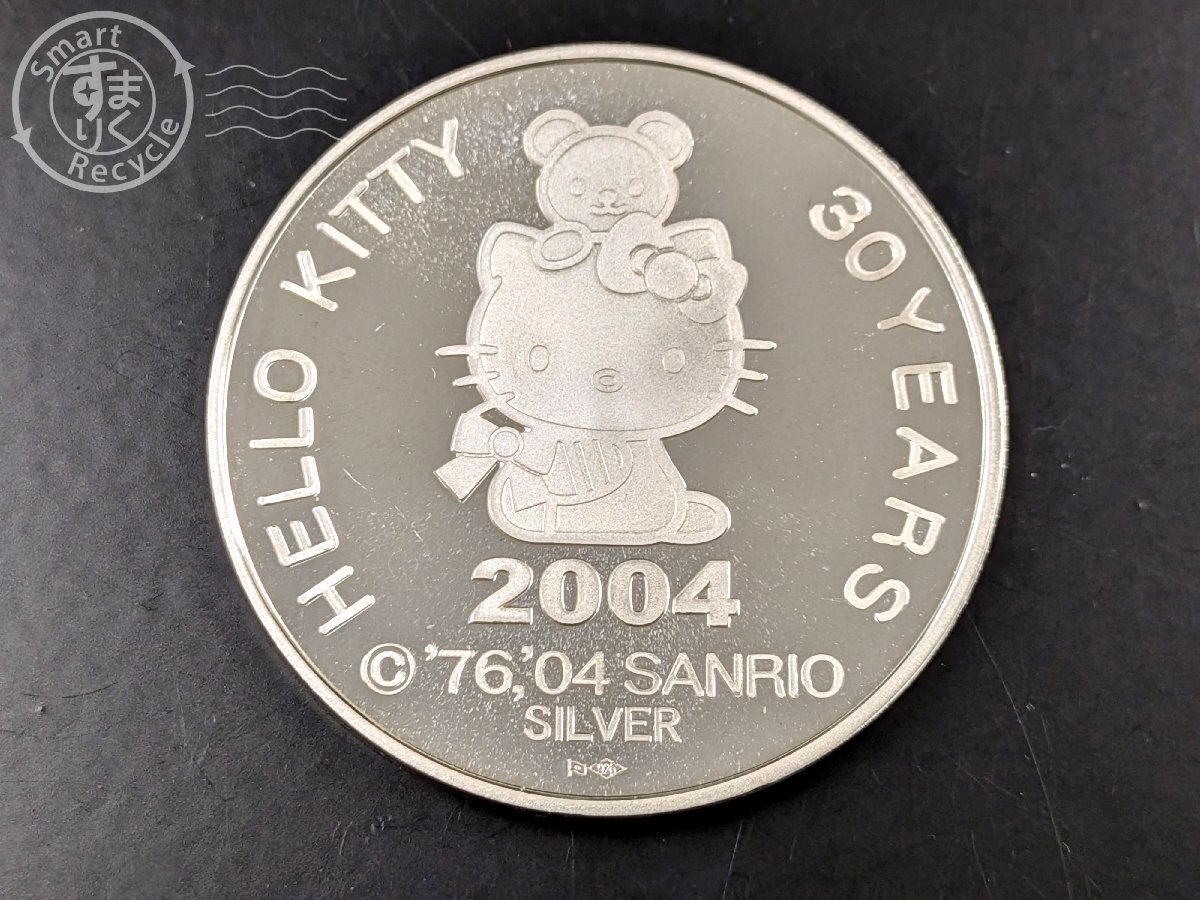 Smart
すまりく
Recycle
HELLO KITTY
30 YEARS
2004
© '76,'04 SANRIO
SILVER